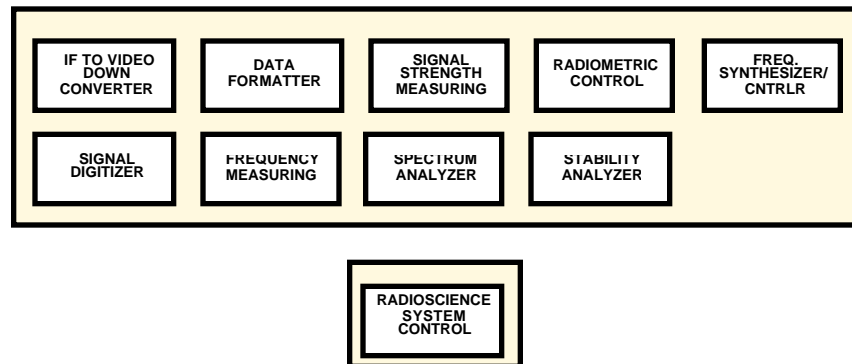 IF TO VIDEO
DOWN
CONVERTER
DATA
FORMATTER
SIGNAL
STRENGTH
MEASURING
RADIOMETRIC
CONTROL
FREQ.
SYNTHESIZER/
CNTRLR
SIGNAL
DIGITIZER
FREQUENCY
MEASURING
SPECTRUM
ANALYZER
STABILITY
ANALYZER
RADIOSCIENCE
SYSTEM
CONTROL